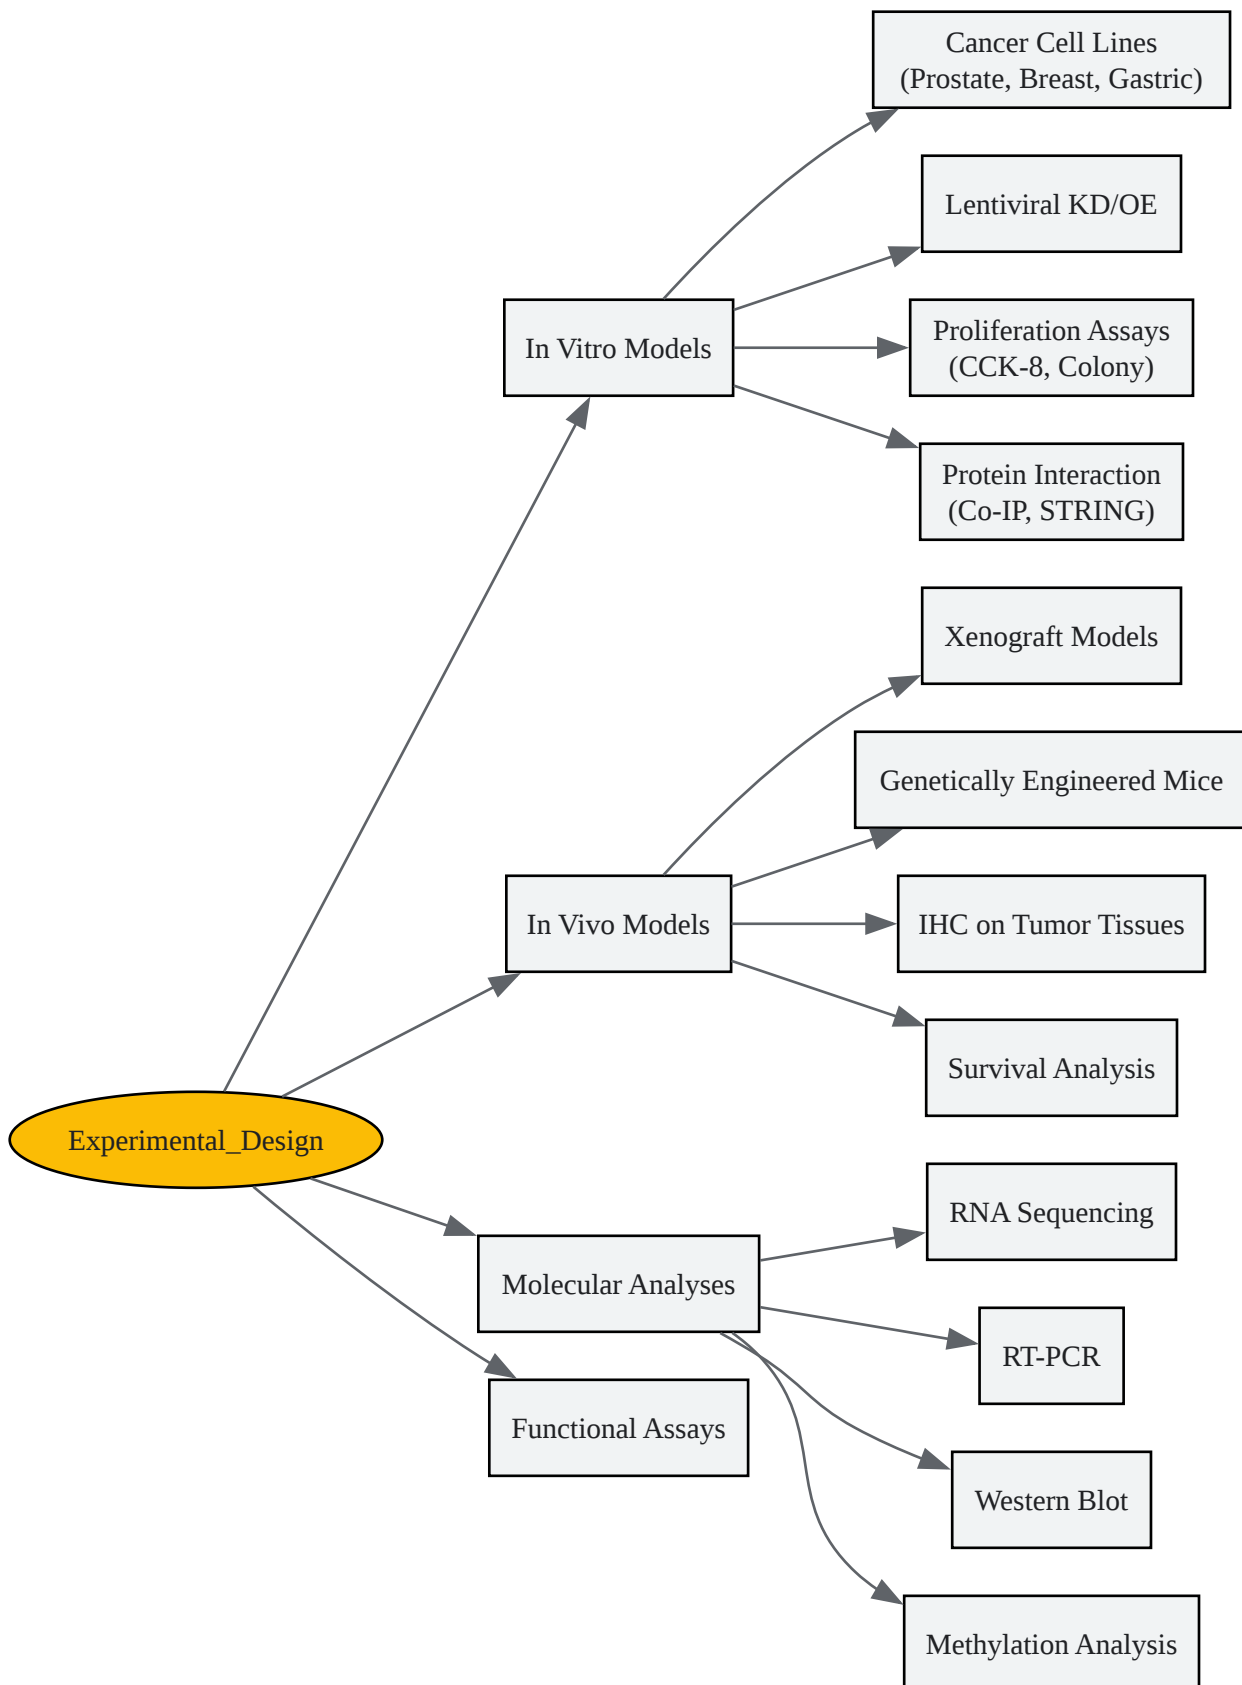 Cancer Cell Lines
(Prostate, Breast, Gastric)
Lentiviral KD/OE
In Vitro Models
Proliferation Assays
(CCK-8, Colony)
Protein Interaction
(Co-IP, STRING)
Xenograft Models
Genetically Engineered Mice
In Vivo Models
IHC on Tumor Tissues
Survival Analysis
Experimental_Design
RNA Sequencing
Molecular Analyses
RT-PCR
Functional Assays
Western Blot
Methylation Analysis